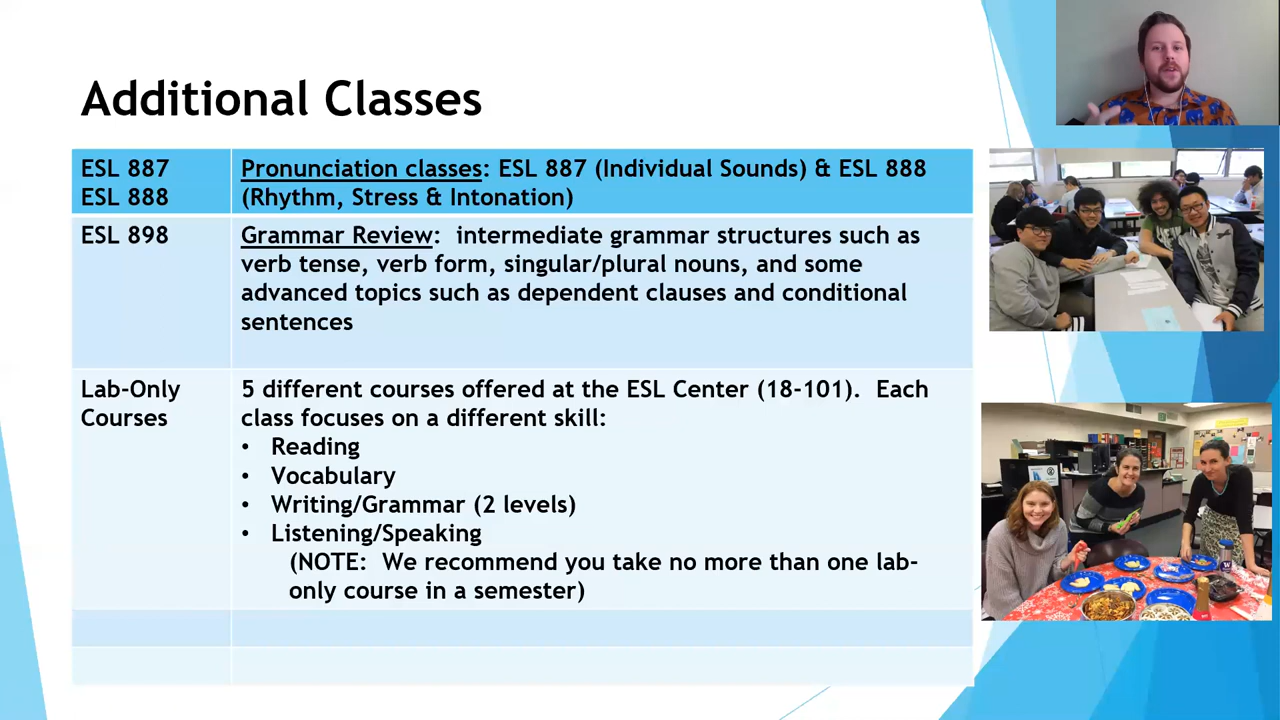 Additional Classes
ESL 887
ESL 888
Pronunciation classes: ESL 887 (Individual Sounds) & ESL 888
(Rhythm, Stress & Intonation)
ESL 898
Grammar Review: intermediate grammar structures such as
verb tense, verb form, singular/plural nouns, and some
advanced topics such as dependent clauses and conditional
sentences
Lab-Only
Courses
5 different courses offered at the ESL Center (18-101). Each
class focuses on a different skill:
• Reading
• Vocabulary
• Writing/Grammar (2 levels)
• Listening/Speaking
(NOTE: We recommend you take no more than one lab-
only course in a semester)
W